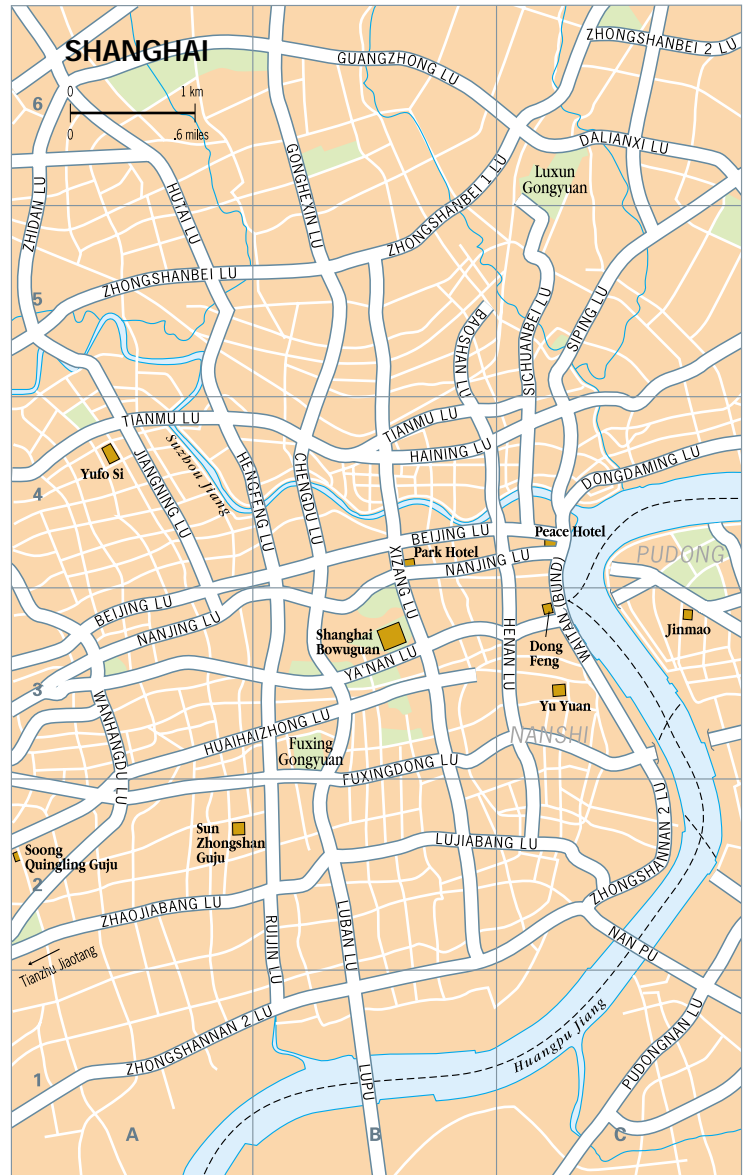 SHANGHAI
0 1 km
0 .6 miles
6
ZHONGSHANBEI 2 LU
GUANGZHONG LU
DALIANXI LU
Luxun
Gongyuan
GONGHEXIN LU
ZHONGSHANBEI 1 LU
ZHIDAN LU
HUTAI LU
ZHONGSHANBEI LU
5
BAOSHAN LU
SICHUANBEI LU
SIPING LU
TIANMU LU
TIANMU LU
HAINING LU
Yufo Si
JIANGNING LU
Suzhou Jiang
HENGFENG LU
CHENGDU LU
DONGDAMING LU
4
BEIJING LU
Peace Hotel
Park Hotel
NANJING LU
PUDONG
XIZANG LU
WAITAN (BUND)
BEIJING LU
NANJING LU
Shanghai
Bowuguan
YA'NAN LU
HENAN LU
Dong
Feng
Jinmao
3
Yu Yuan
WANHANGDU LU
HUAIHAIZHONG LU
Fuxing
Gongyuan
NANSHI
FUXINGDONG LU
Sun
Zhongshan
Guju
Soong
Quingling Guju
LUJIABANG LU
ZHONGSHANNAN 2 LU
2
ZHAOJIABANG LU
RUIJIN LU
LUBAN LU
NAN PU
Tianzhu Jiaotang
ZHONGSHANNAN 2 LU
Huangpu Jiang
PUDONGNAN LU
LUPU
1
A B C